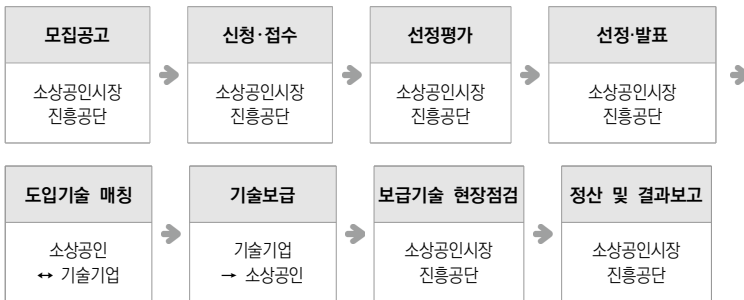 모집공고
신청·접수
선정평가
선정·발표
소상공인시장
진흥공단
소상공인시장
진흥공단
소상공인시장
진흥공단
소상공인시장
진흥공단
도입기술 매칭
기술보급
보급기술 현장점검
정산 및 결과보고
소상공인
↔ 기술기업
기술기업
→ 소상공인
소상공인시장
진흥공단
소상공인시장
진흥공단